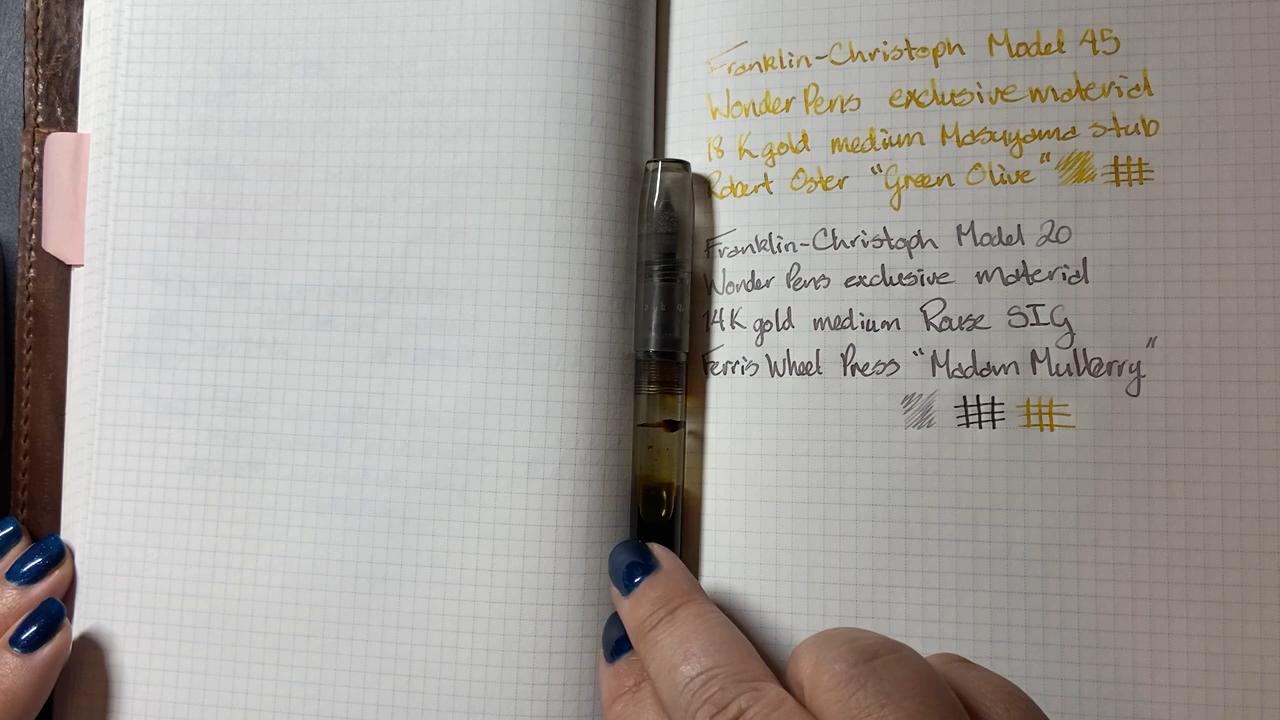 Franklin-Christoph Model 45
Wonder Pens exclusive material
18 K gold medium Masuyama stub
Robert Oster "Green Olive"
Franklin-Christoph Model 20
Wonder Pens exclusive material
14K gold medium Rouse SIG
Ferris Wheel Press "Madam Mulberry"